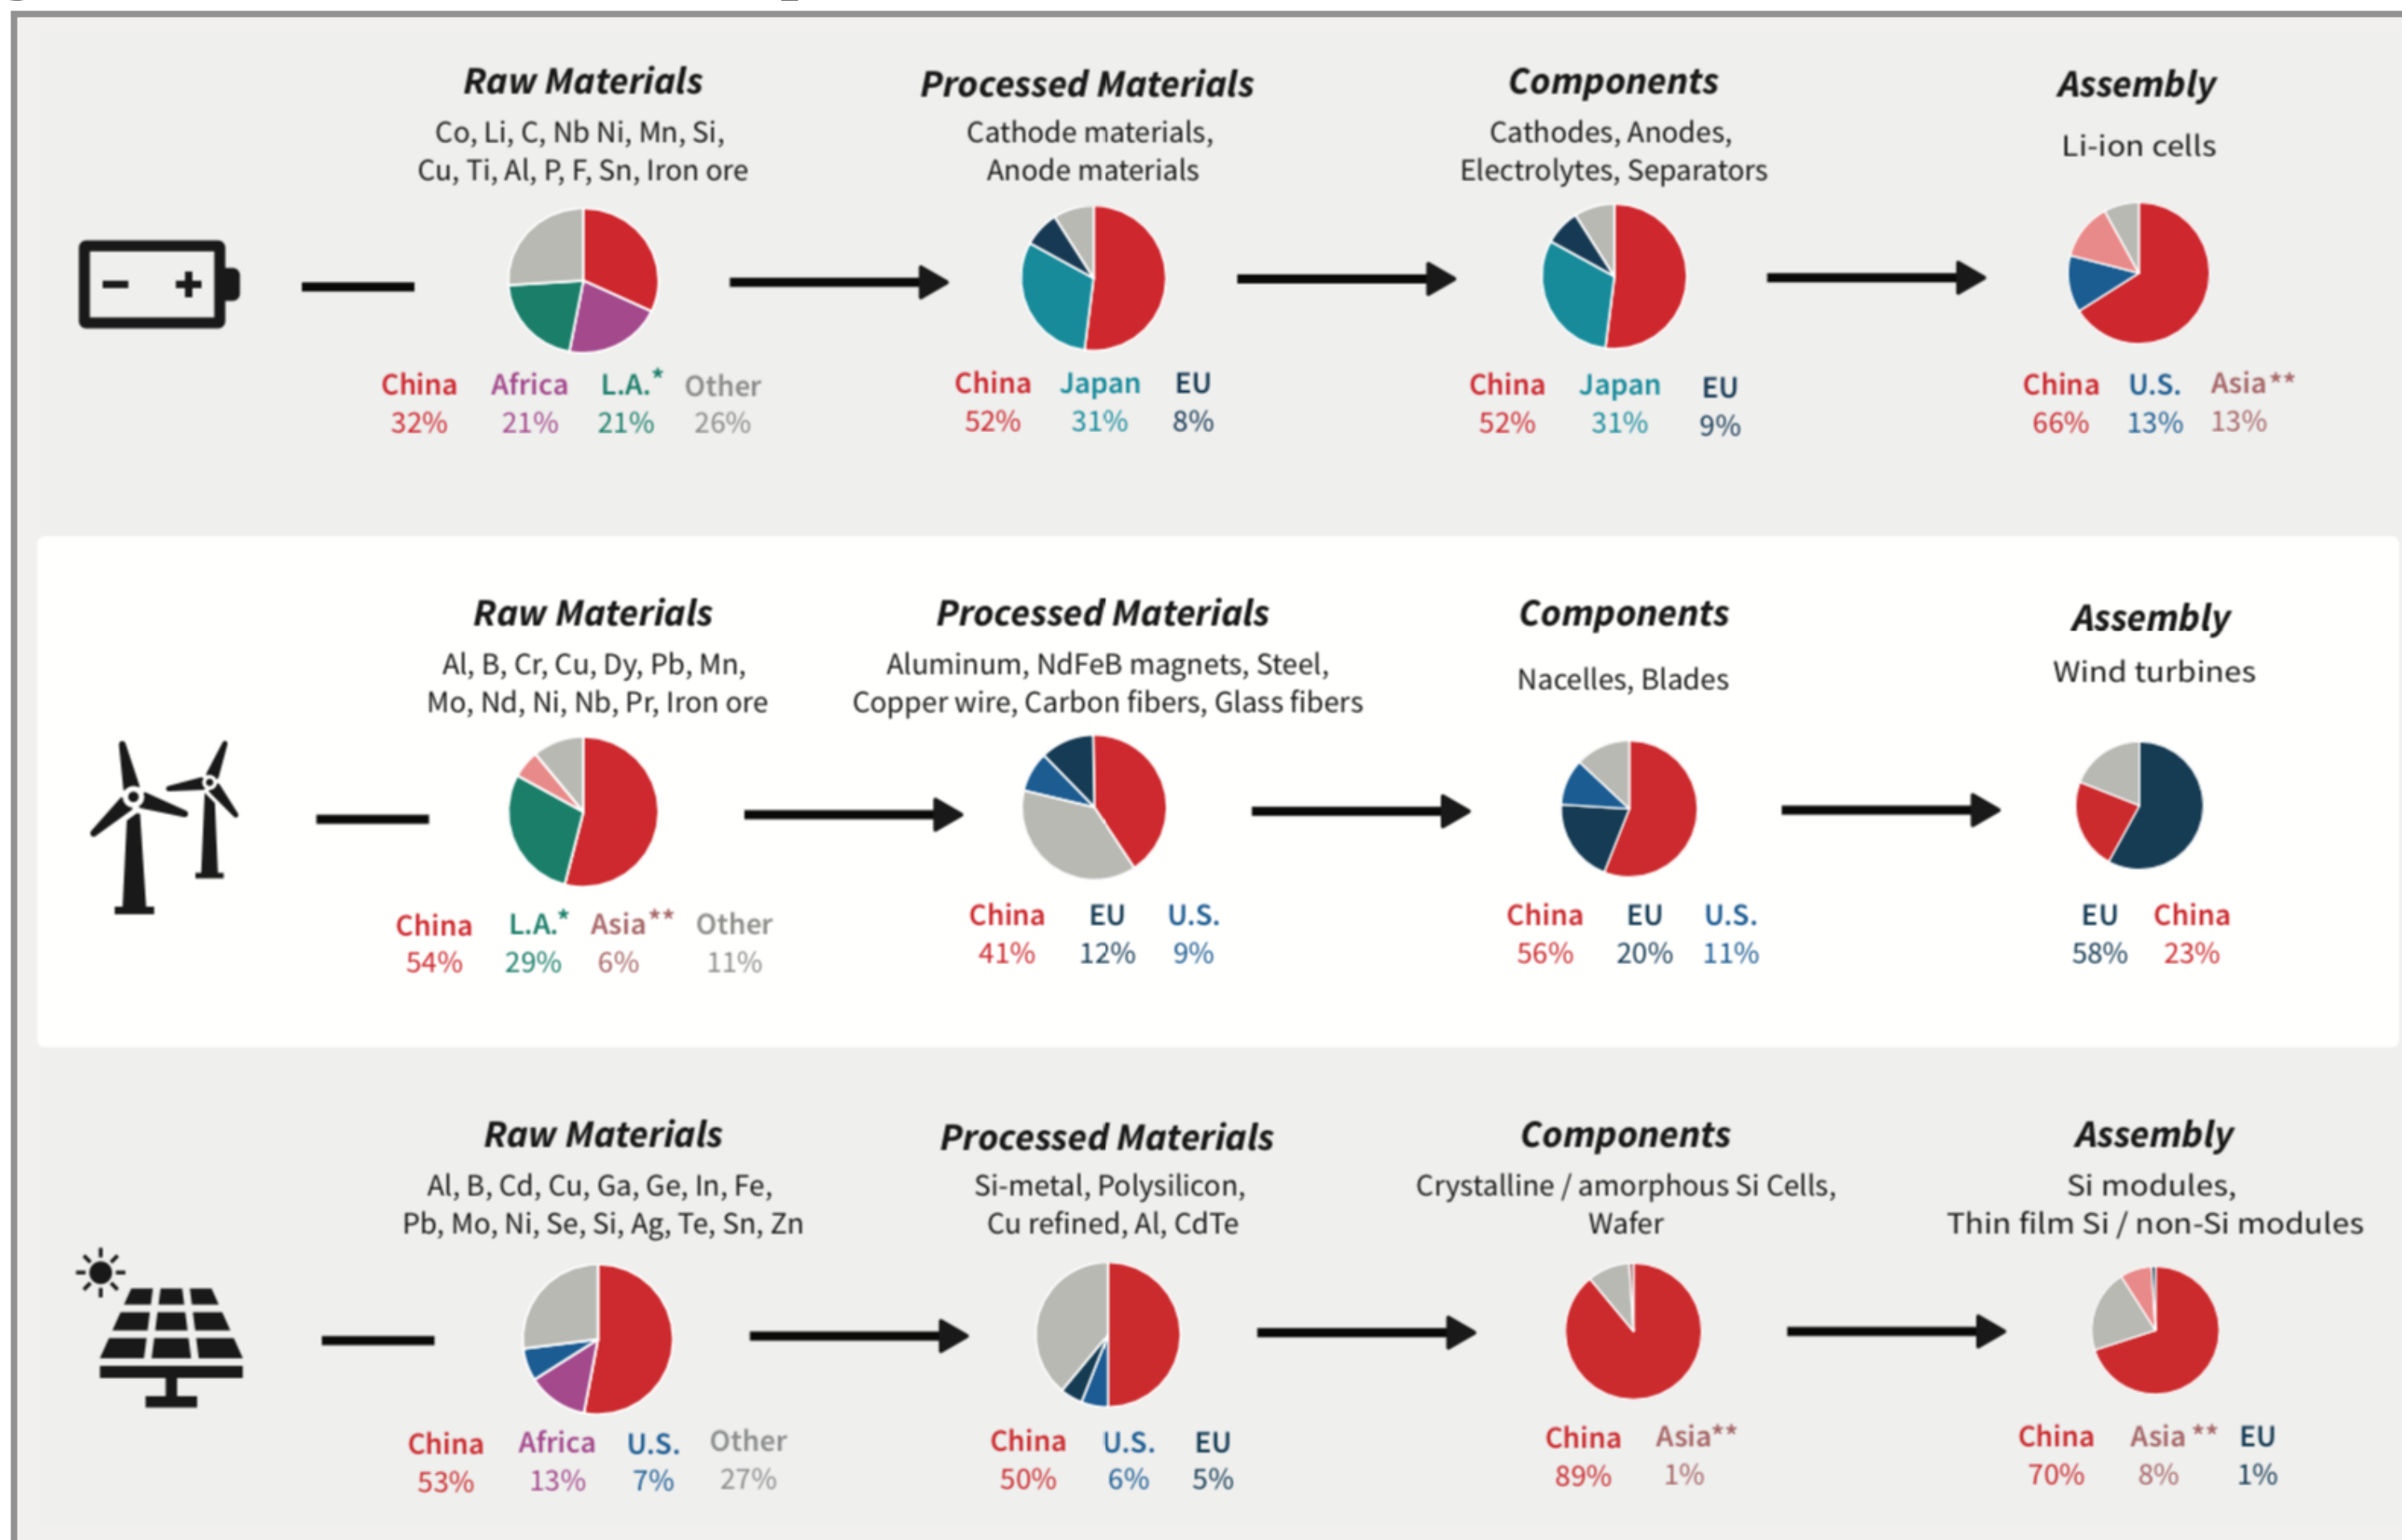 Raw Materials
Co, Li, C, Nb Ni, Mn, Si,
Cu, Ti, Al, P, F, Sn, Iron ore
China Africa L.A.* Other
32% 21% 21% 26%
Processed Materials
Cathode materials,
Anode materials
China Japan EU
52% 31% 8%
Components
Cathodes, Anodes,
Electrolytes, Separators
China Japan EU
52% 31% 9%
Assembly
Li-ion cells
China U.S. Asia**
66% 13% 13%
Raw Materials
Al, B, Cr, Cu, Dy, Pb, Mn,
Mo, Nd, Ni, Nb, Pr, Iron ore
China L.A.* Asia** Other
54% 29% 6% 11%
Processed Materials
Aluminum, NdFeB magnets, Steel,
Copper wire, Carbon fibers, Glass fibers
China EU U.S.
41% 12% 9%
Components
Nacelles, Blades
China EU U.S.
56% 20% 11%
Assembly
Wind turbines
EU China
58% 23%
Raw Materials
Al, B, Cd, Cu, Ga, Ge, In, Fe,
Pb, Mo, Ni, Se, Si, Ag, Te, Sn, Zn
China Africa U.S. Other
53% 13% 7% 27%
Processed Materials
Si-metal, Polysilicon,
Cu refined, Al, CdTe
China U.S. EU
50% 6% 5%
Components
Crystalline / amorphous Si Cells,
Wafer
China Asia**
89% 1%
Assembly
Si modules,
Thin film Si / non-Si modules
China Asia ** EU
70% 8% 1%